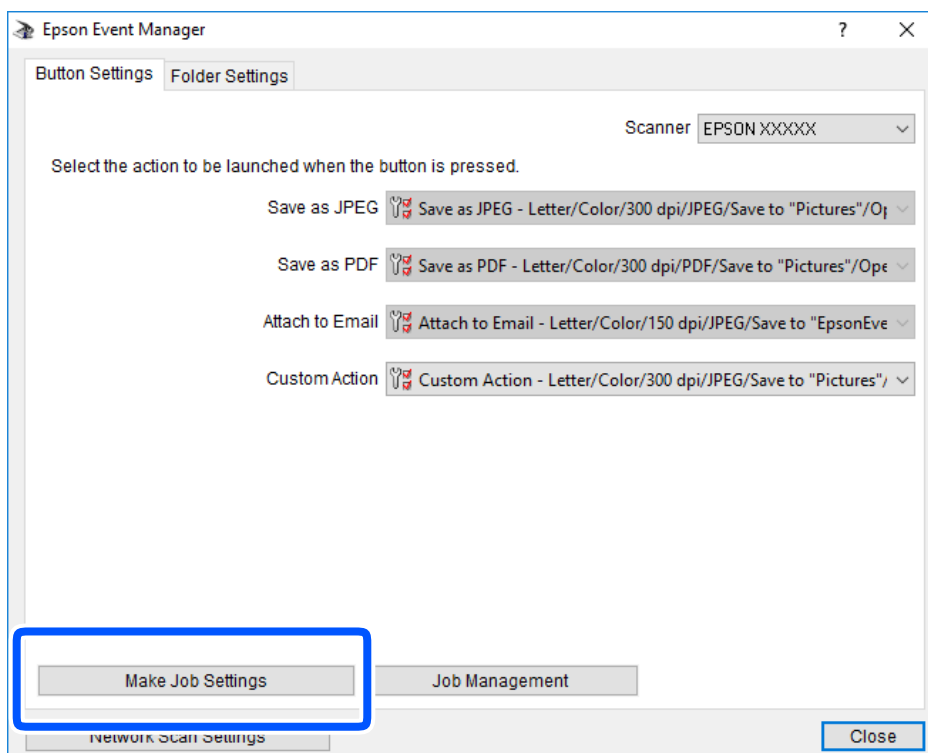 Epson Event Manager
Button Settings Folder Settings
Scanner EPSON XXXXX
Select the action to be launched when the button is pressed.
Save as JPEG Save as JPEG - Letter/Color/300 dpi/JPEG/Save to "Pictures"/Op
Save as PDF Save as PDF - Letter/Color/300 dpi/PDF/Save to "Pictures"/Ope
Attach to Email Attach to Email - Letter/Color/150 dpi/JPEG/Save to "EpsonEve
Custom Action Custom Action - Letter/Color/300 dpi/JPEG/Save to "Pictures"/
Make Job Settings Job Management
Network Scan Settings Close